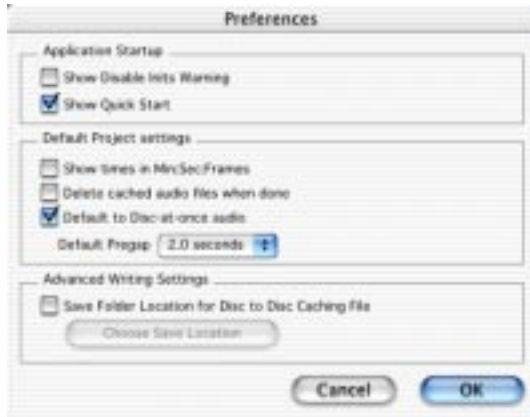 Preferences
Application Startup
Show Disable Inits Warning
Show Quick Start
Default Project settings
Show times in Min:Sec:Frames
Delete cached audio files when done
Default to Disc-at-once audio
Default Pregap 2.0 seconds
Advanced Writing Settings
Save Folder Location for Disc to Disc Caching File
Choose Save Location
Cancel OK